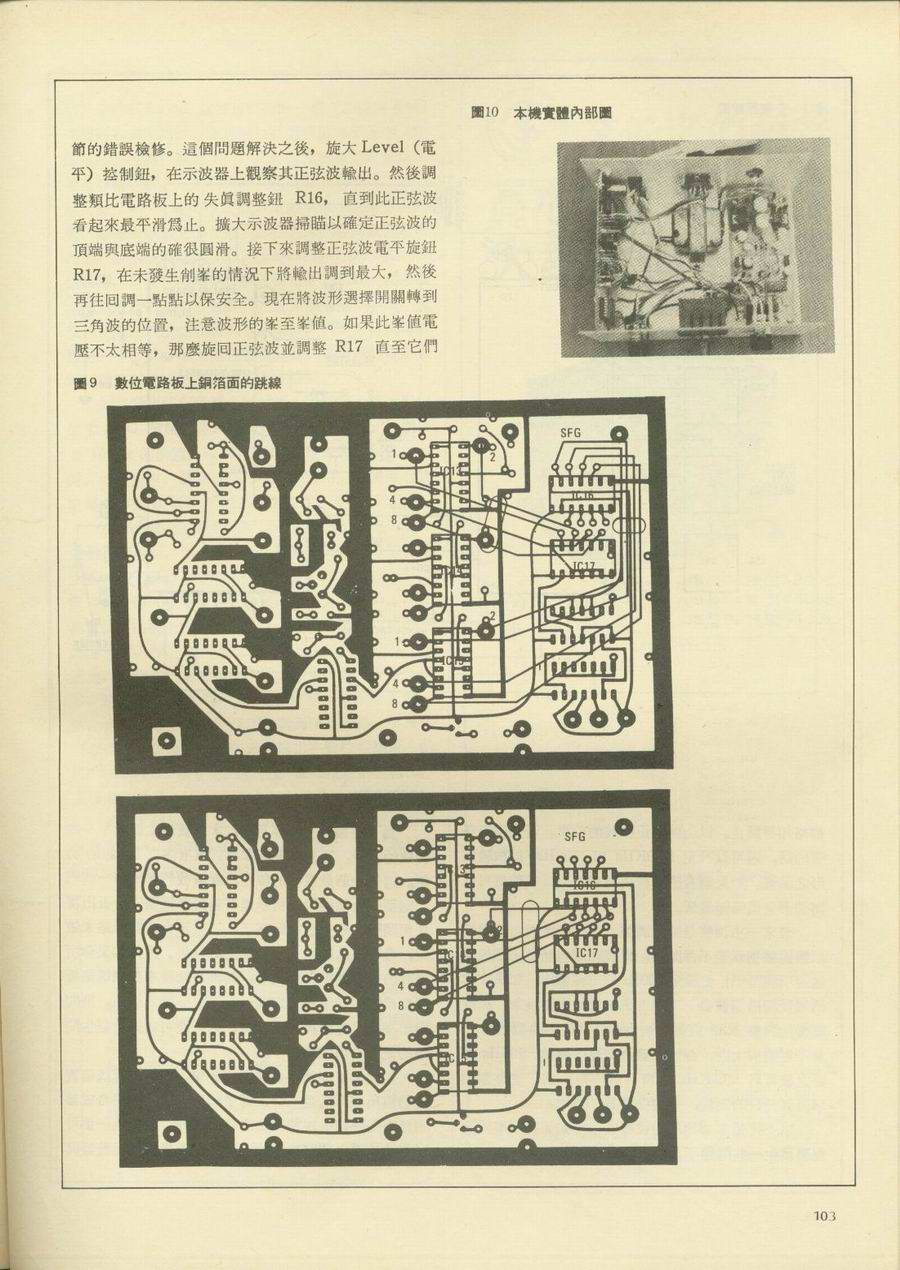 圖10 本機實體內部圖
節的錯誤檢修。這個問題解決之後，旋大 Level（電
平）控制鈕，在示波器上觀察其正弦波輸出。然後調
整類比電路板上的失眞調整鈕 R16， 直到此正弦波
看起來最平滑爲止。擴大示波器掃瞄以確定正弦波的
頂端與底端的確很圓滑。接下來調整正弦波電平旋鈕
R17，在未發生削峯的情況下將輸出調到最大， 然後
再往回調一點點以保安全。現在將波形選擇開關轉到
三角波的位置，注意波形的峯至峯値。如果此峯値電
壓不太相等，那麼旋回正弦波並調整 R17 直至它們
圖9 數位電路板上銅箔面的跳線
SFG
1
2
IC13
4
IC16
8
IC17
2
1
IC15
4
8
SFG
IC16
1
2
IC17
4
8
1
103